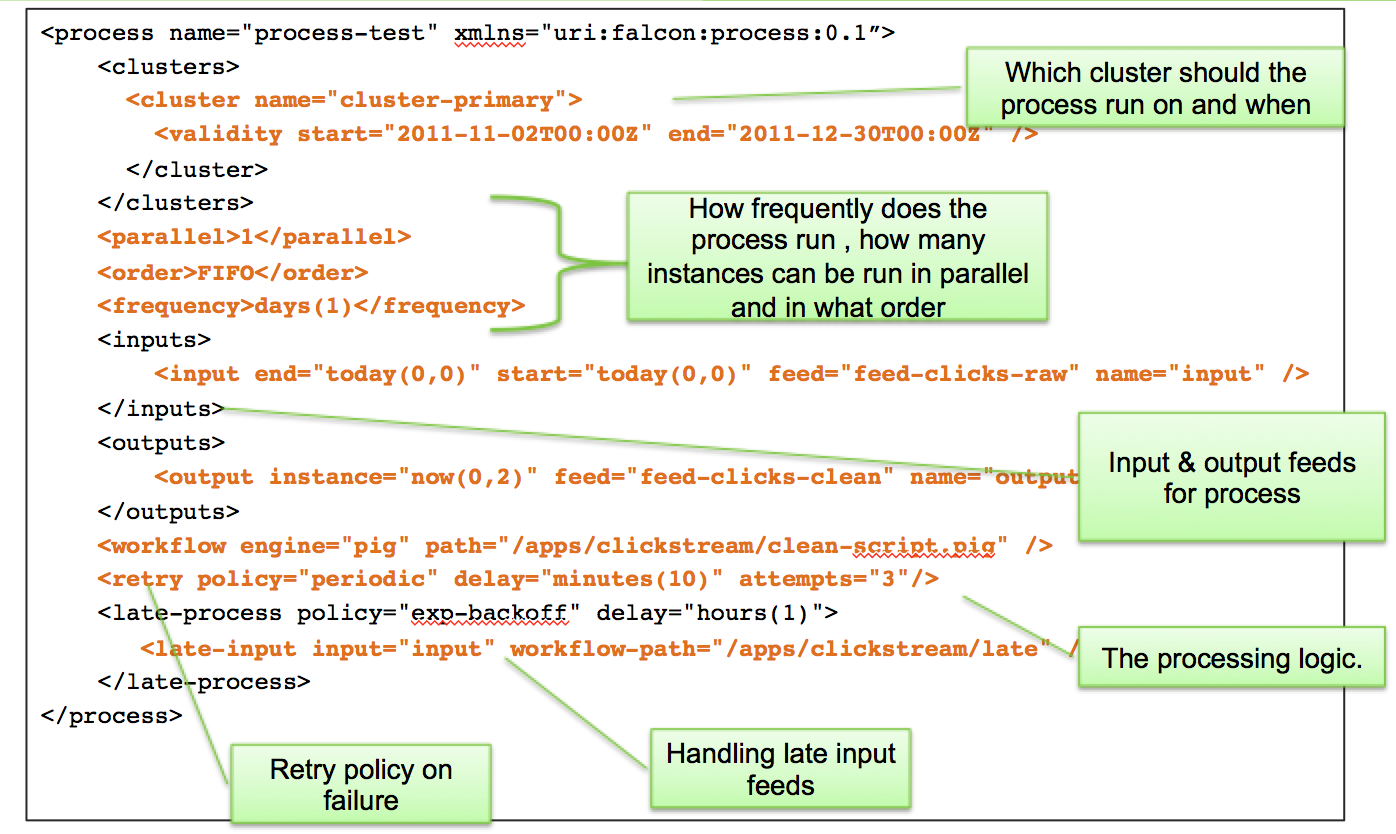 <process name="process-test" xmlns="uri:falcon:process:0.1”>
<clusters>
<cluster name="cluster-primary">
<validity start="2011-11-02T00:00Z" end="2011-12-30T00:00Z" />
</cluster>
</clusters>
<parallel>1</parallel>
<order>FIFO</order>
<frequency>days(1)</frequency>
<inputs>
<input end="today(0,0)" start="today(0,0)" feed="feed-clicks-raw" name="input" />
</inputs>
<outputs>
<output instance="now(0,2)" feed="feed-clicks-clean" name="output
</outputs>
<workflow engine="pig" path="/apps/clickstream/clean-script.pig" />
<retry policy="periodic" delay="minutes(10)" attempts="3"/>
<late-process policy="exp-backoff" delay="hours(1)">
<late-input input="input" workflow-path="/apps/clickstream/late" /
</late-process>
</process>
Which cluster should the
process run on and when
How frequently does the
process run , how many
instances can be run in parallel
and in what order
Input & output feeds
for process
The processing logic.
Handling late input
feeds
Retry policy on
failure